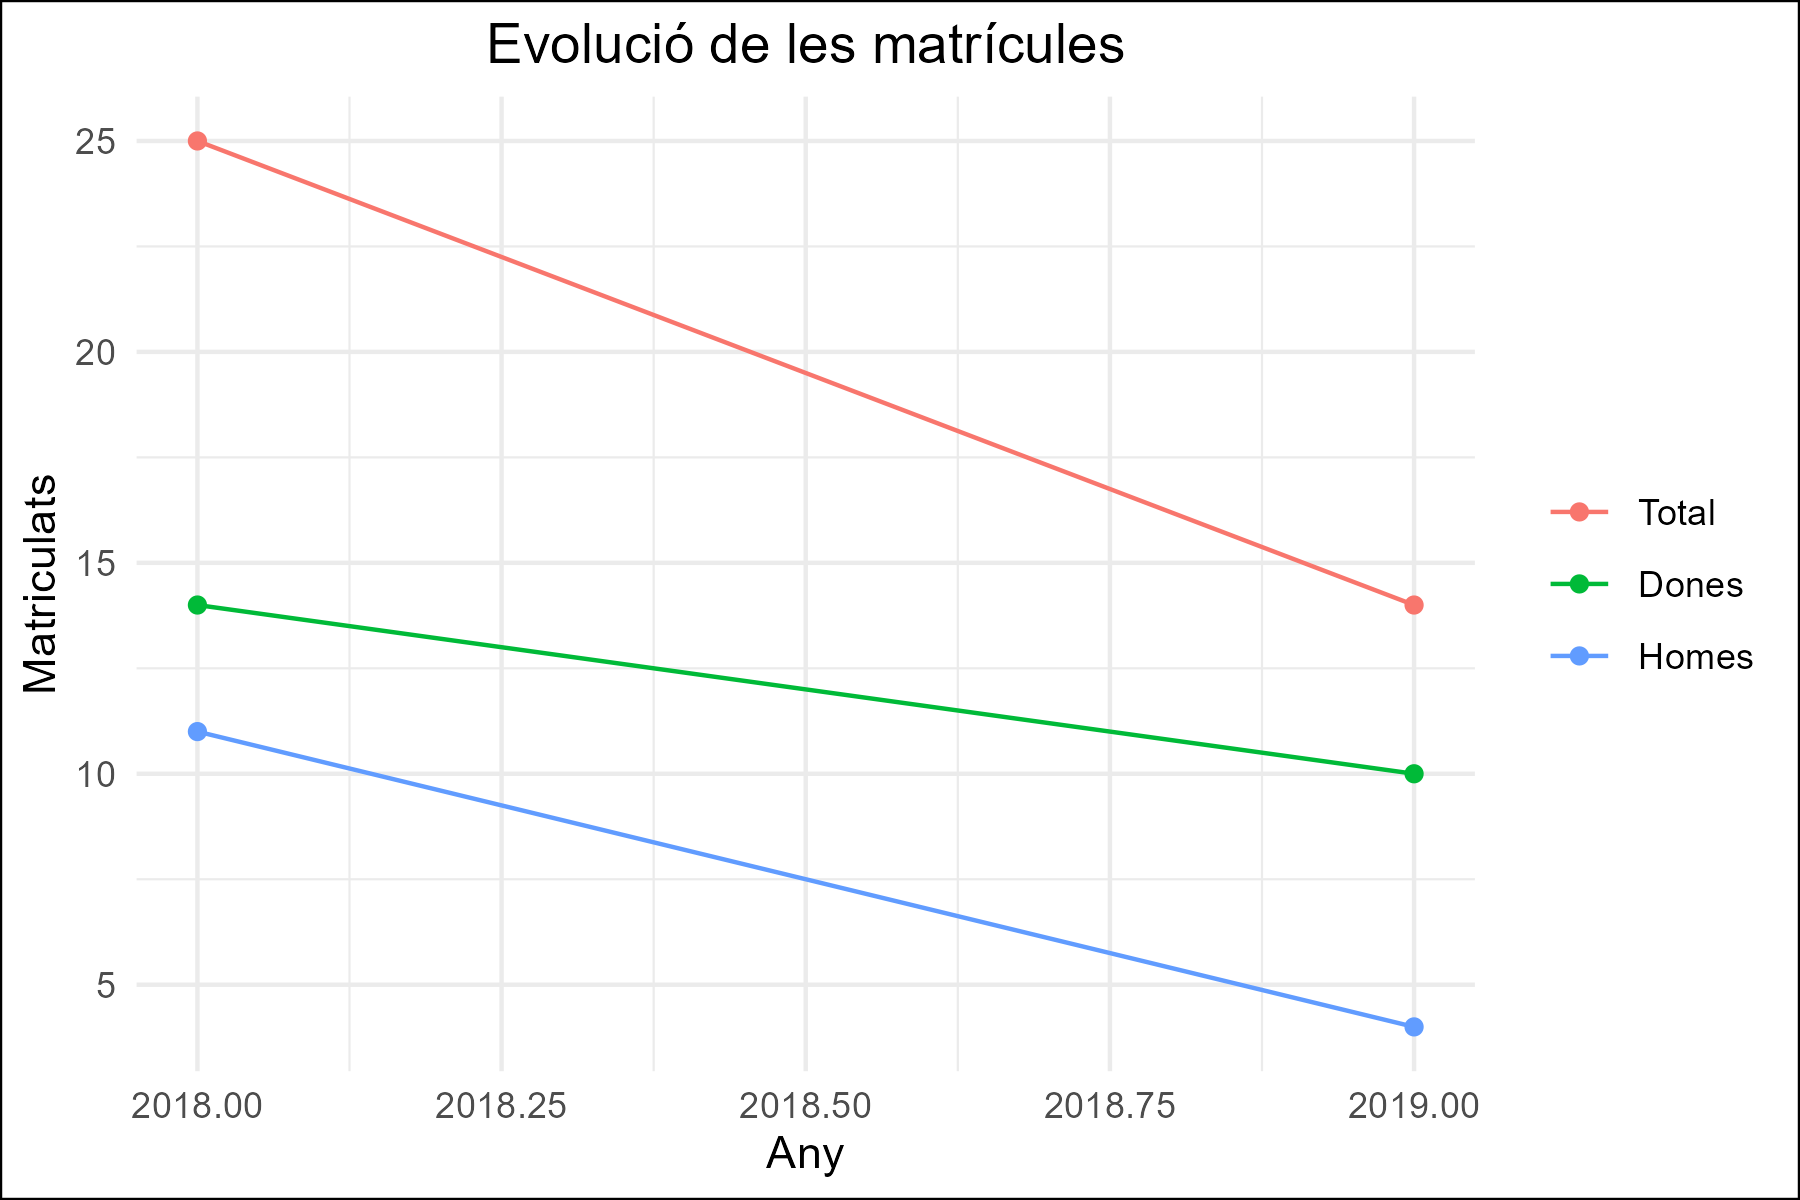 Evolució de les matrícules
Matriculats
25
20
15
10
5
2018.00 2018.25 2018.50 2018.75 2019.00
Any
Total
Dones
Homes